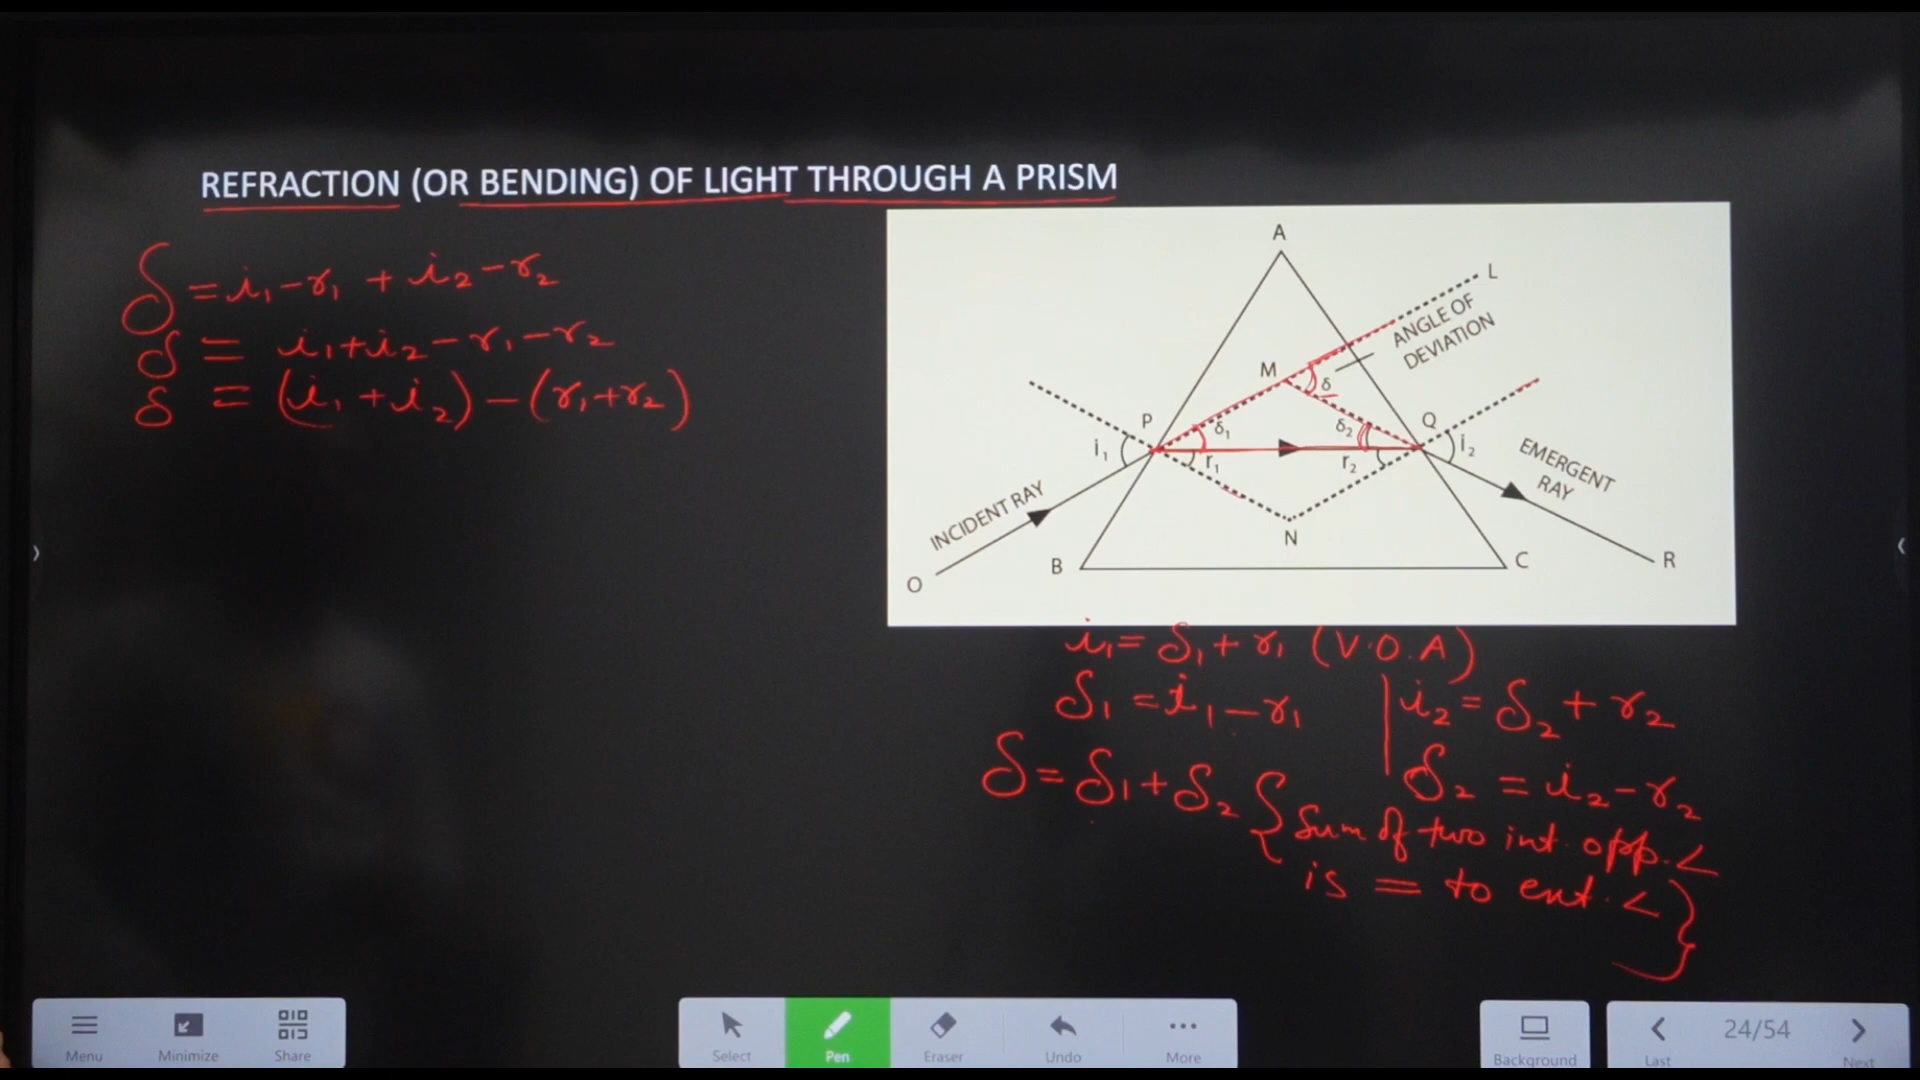 REFRACTION (OR BENDING) OF LIGHT THROUGH A PRISM
δ = i₁ - r₁ + i₂ - r₂
δ = i₁ + i₂ - r₁ - r₂
δ = (i₁ + i₂) - (r₁ + r₂)
A
L
ANGLE OF
DEVIATION
M
δ
P
δ₁
δ₂
Q
i₁
r₁
r₂
i₂
EMERGENT
RAY
INCIDENT RAY
N
B
C
R
O
i₁ = δ₁ + r₁ (V.O.A)
δ₁ = i₁ - r₁
i₂ = δ₂ + r₂
δ₂ = i₂ - r₂
δ = δ₁ + δ₂ { Sum of two int. opp. <
is = to ext. < }
Menu
Minimize
Share
Select
Pen
Eraser
Undo
More
Background
Last
24/54
Next